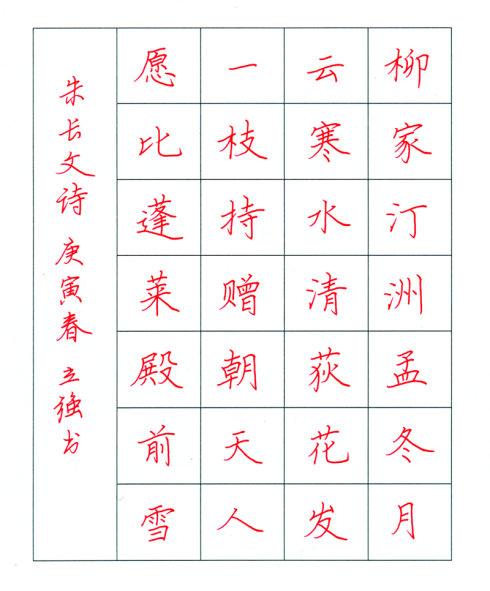 柳家汀洲孟冬月
云寒水清荻花发
一枝持赠朝天人
愿比蓬莱殿前雪
朱长文诗 庚寅春 立强书